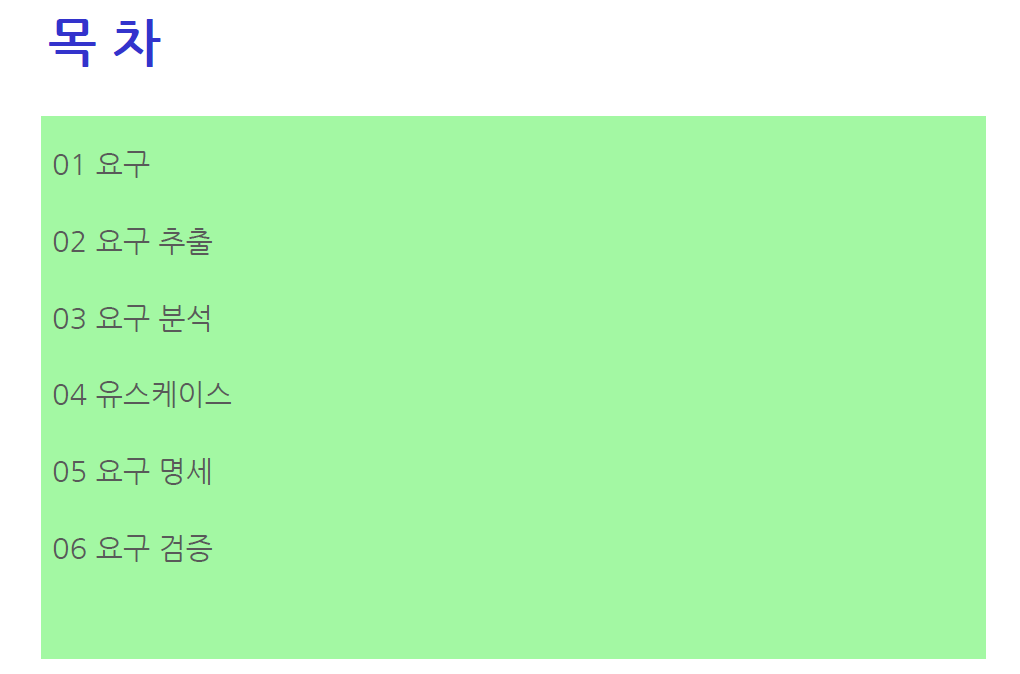 목 차
01 요구
02 요구 추출
03 요구 분석
04 유스케이스
05 요구 명세
06 요구 검증